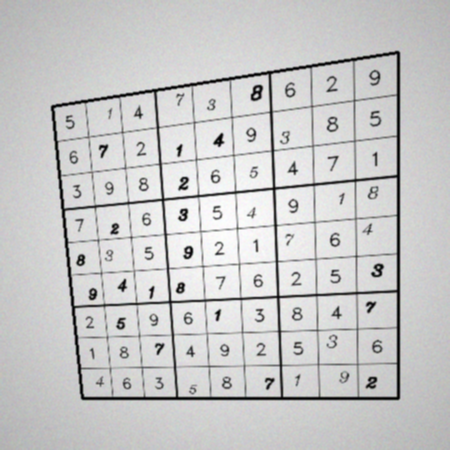 5 1 4 7 3 8 6 2 9
6 7 2 1 4 9 3 8 5
3 9 8 2 6 5 4 7 1
7 2 6 3 5 4 9 1 8
8 3 5 9 2 1 7 6 4
9 4 1 8 7 6 2 5 3
2 5 9 6 1 3 8 4 7
1 8 7 4 9 2 5 3 6
4 6 3 5 8 7 1 9 2